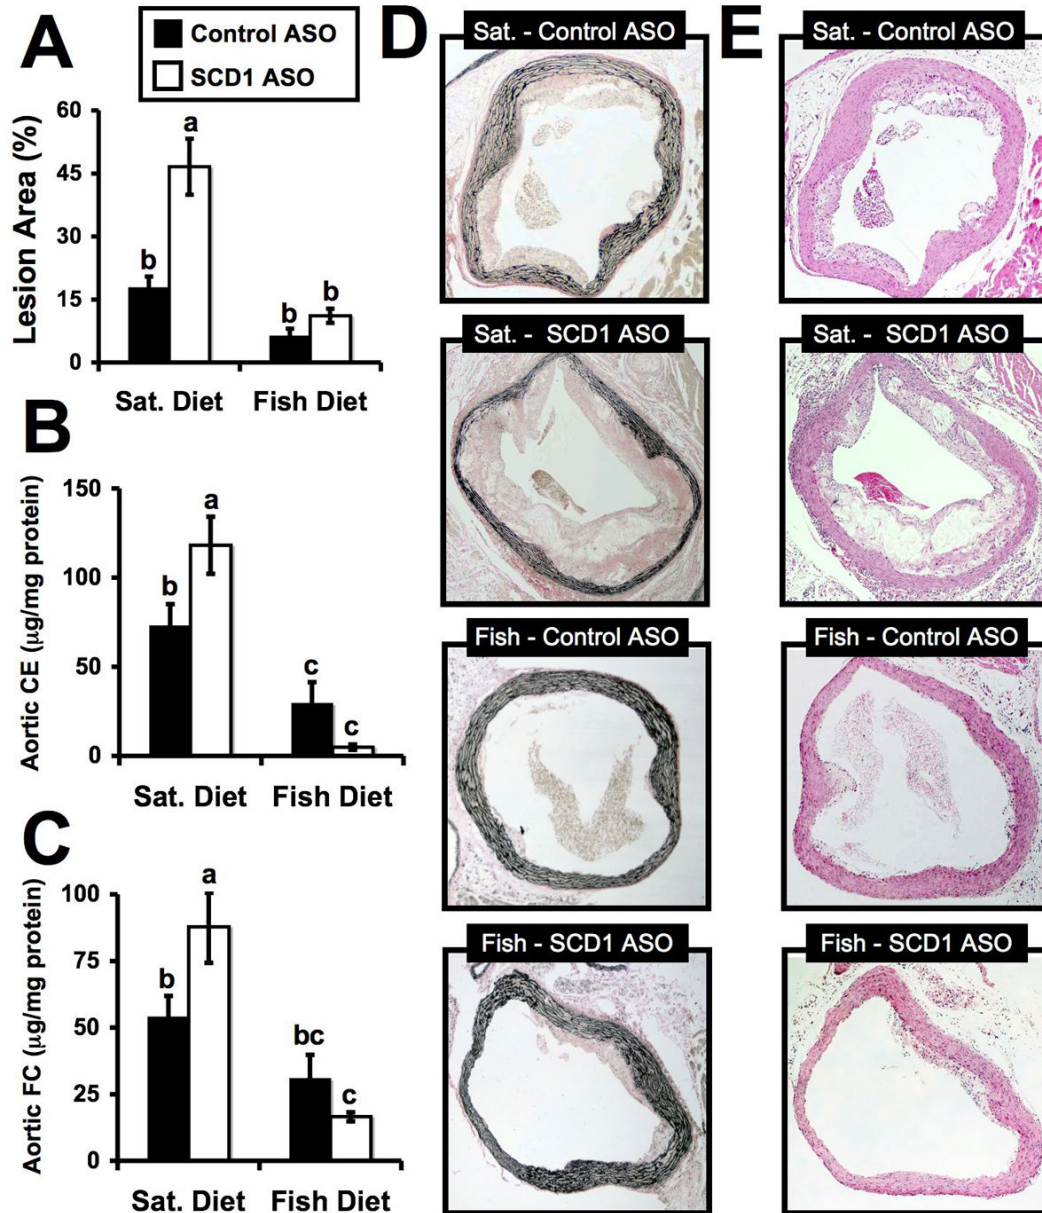 A
Control ASO
SCD1 ASO
Lesion Area (%)
60
45
30
15
0
b
a
b
b
Sat. Diet
Fish Diet
B
Aortic CE (μg/mg protein)
150
100
50
0
b
a
c
c
Sat. Diet
Fish Diet
C
Aortic FC (μg/mg protein)
100
75
50
25
0
b
a
bc
c
Sat. Diet
Fish Diet
D
Sat. - Control ASO
Sat. - SCD1 ASO
Fish - Control ASO
Fish - SCD1 ASO
E
Sat. - Control ASO
Sat. - SCD1 ASO
Fish - Control ASO
Fish - SCD1 ASO